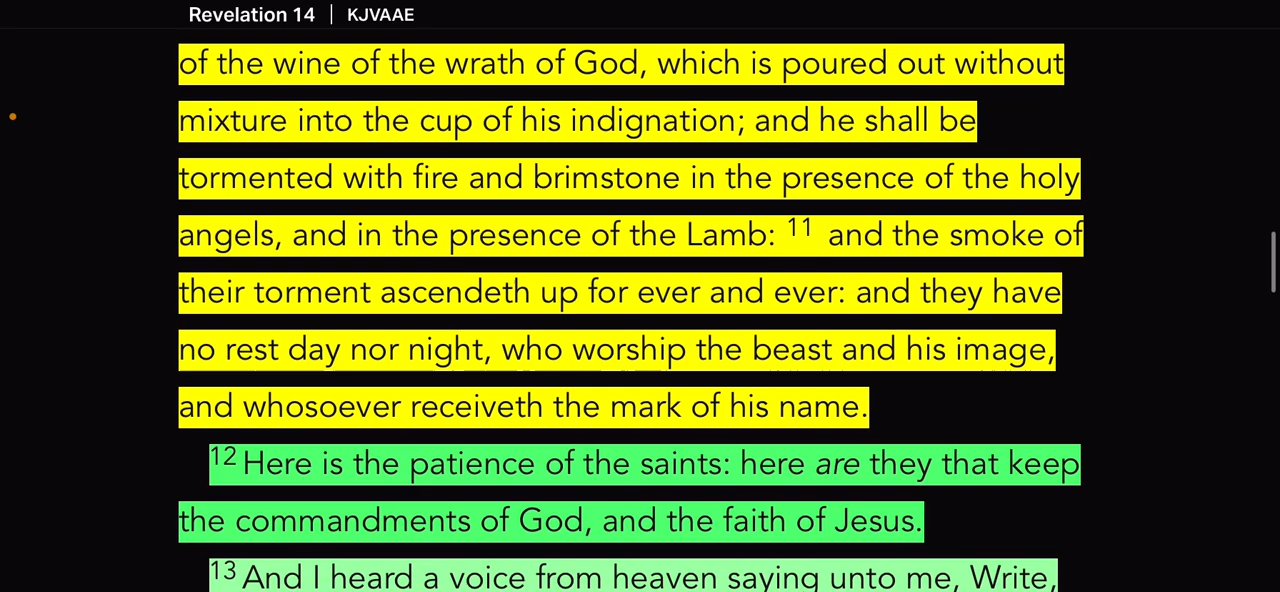 Revelation 14 | KJVAAE
of the wine of the wrath of God, which is poured out without
mixture into the cup of his indignation; and he shall be
tormented with fire and brimstone in the presence of the holy
angels, and in the presence of the Lamb: 11 and the smoke of
their torment ascendeth up for ever and ever: and they have
no rest day nor night, who worship the beast and his image,
and whosoever receiveth the mark of his name.
12 Here is the patience of the saints: here are they that keep
the commandments of God, and the faith of Jesus.
13 And I heard a voice from heaven saying unto me, Write,